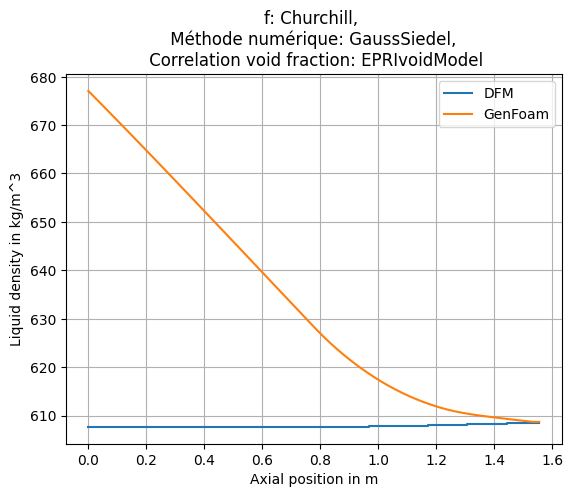 f: Churchill,
Méthode numérique: GaussSiedel,
Correlation void fraction: EPRIvoidModel
DFM
GenFoam
Liquid density in kg/m^3
680
670
660
650
640
630
620
610
0.0 0.2 0.4 0.6 0.8 1.0 1.2 1.4 1.6
Axial position in m